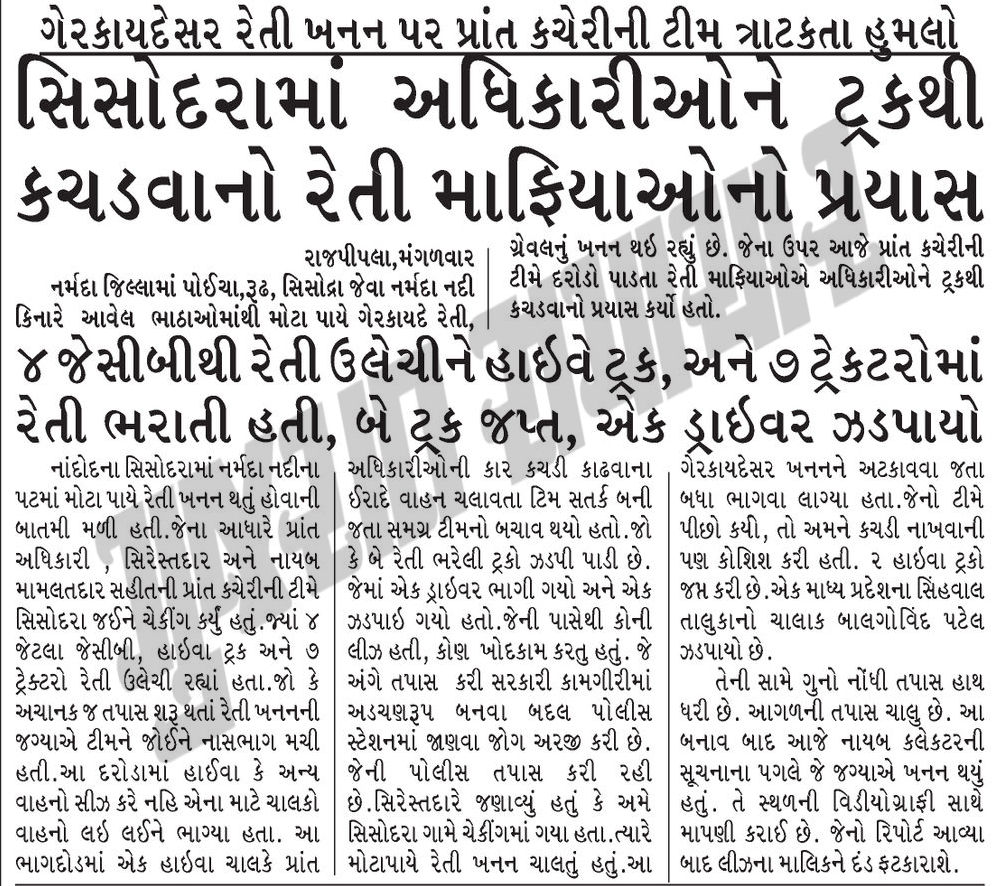 ગેરકાયદેસર રેતી ખનન પર પ્રાંત કચેરીની ટીમ ત્રાટકતા હુમલો
સિસોદરામાં અધિકારીઓને ટ્રકથી
કચડવાનો રેતી માફિયાઓનો પ્રયાસ
રાજપીપલા,મંગળવાર
નર્મદા જિલ્લામાં પોઈચા,રૂઢ, સિસોદ્રા જેવા નર્મદા નદી
કિનારે આવેલ ભાઠાઓમાંથી મોટા પાયે ગેરકાયદે રેતી,
ગ્રેવલનું ખનન થઇ રહ્યું છે. જેના ઉપર આજે પ્રાંત કચેરીની
ટીમે દરોડો પાડતા રેતી માફિયાઓએ અધિકારીઓને ટ્રકથી
કચડવાનો પ્રયાસ કર્યો હતો.
૪ જેસીબીથી રેતી ઉલેચીને હાઇવે ટ્રક, અને ૭ ટ્રેકટરોમાં
રેતી ભરાતી હતી, બે ટ્રક જપ્ત, એક ડ્રાઇવર ઝડપાયો
નાંદોદના સિસોદરામાં નર્મદા નદીના
પટમાં મોટા પાયે રેતી ખનન થતું હોવાની
બાતમી મળી હતી.જેના આધારે પ્રાંત
અધિકારી , સિરેસ્તદાર અને નાયબ
મામલતદાર સહીતની પ્રાંત કચેરીની ટીમે
સિસોદરા જઈને ચેકીંગ કર્યું હતું.જ્યાં ૪
જેટલા જેસીબી, હાઇવા ટ્રક અને ૭
ટ્રેક્ટરો રેતી ઉલેચી રહ્યાં હતા.જો કે
અચાનક જ તપાસ શરૂ થતાં રેતી ખનનની
જગ્યાએ ટીમને જોઈને નાસભાગ મચી
હતી.આ દરોડામાં હાઈવા કે અન્ય
વાહનો સીઝ કરે નહિ એના માટે ચાલકો
વાહનો લઇ લઈને ભાગ્યા હતા. આ
ભાગદોડમાં એક હાઇવા ચાલકે પ્રાંત
અધિકારીઓની કાર કચડી કાઢવાના
ઈરાદે વાહન ચલાવતા ટિમ સતર્ક બની
જતા સમગ્ર ટીમનો બચાવ થયો હતો.જો
કે બે રેતી ભરેલી ટ્રકો ઝડપી પાડી છે.
જેમાં એક ડ્રાઇવર ભાગી ગયો અને એક
ઝડપાઇ ગયો હતો.જેની પાસેથી કોની
લીઝ હતી, કોણ ખોદકામ કરતુ હતું. જે
અંગે તપાસ કરી સરકારી કામગીરીમાં
અડચણરૂપ બનવા બદલ પોલીસ
સ્ટેશનમાં જાણવા જોગ અરજી કરી છે.
જેની પોલીસ તપાસ કરી રહી
છે.સિરેસ્તદારે જણાવ્યું હતું કે અમે
સિસોદરા ગામે ચેકીંગમાં ગયા હતા.ત્યારે
મોટાપાયે રેતી ખનન ચાલતું હતું.આ
ગેરકાયદેસર ખનનને અટકાવવા જતા
બધા ભાગવા લાગ્યા હતા.જેનો ટીમે
પીછો કર્યો, તો અમને કચડી નાખવાની
પણ કોશિશ કરી હતી. ૨ હાઇવા ટ્રકો
જપ્ત કરી છે.એક માધ્ય પ્રદેશના સિંહવાલ
તાલુકાનો ચાલાક બાલગોવિંદ પટેલ
ઝડપાયો છે.
તેની સામે ગુનો નોંધી તપાસ હાથ
ધરી છે. આગળની તપાસ ચાલુ છે. આ
બનાવ બાદ આજે નાયબ કલેકટરની
સૂચનાના પગલે જે જગ્યાએ ખનન થયું
હતું. તે સ્થળની વિડીયોગ્રાફી સાથે
માપણી કરાઈ છે. જેનો રિપોર્ટ આવ્યા
બાદ લીઝના માલિકને દંડ ફટકારાશે.
ગુજરાત સમાચાર